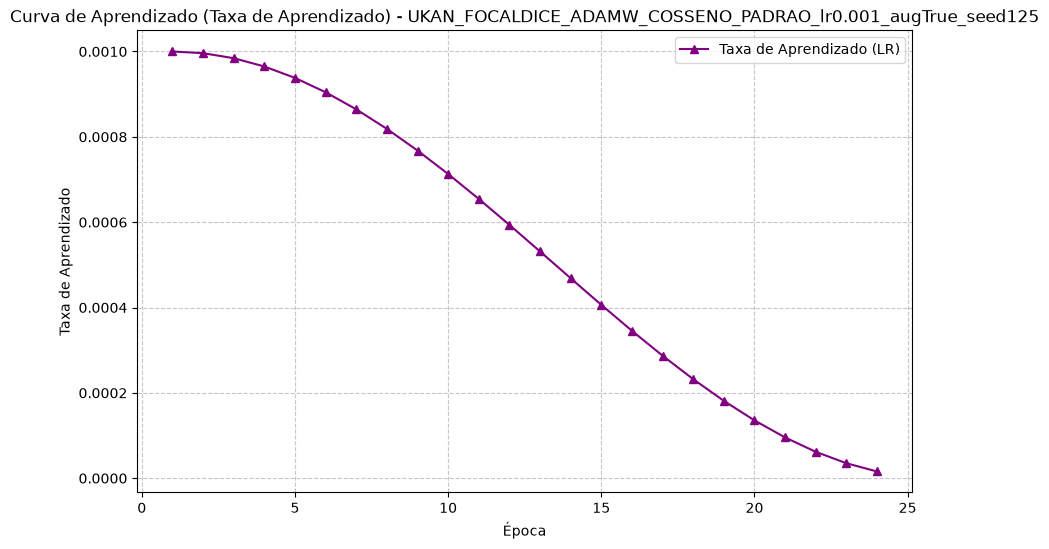 Curva de Aprendizado (Taxa de Aprendizado) - UKAN_FOCALDICE_ADAMW_COSSENO_PADRAO_lr0.001_augTrue_seed125
Taxa de Aprendizado (LR)
0.0010
0.0008
0.0006
0.0004
0.0002
0.0000
Taxa de Aprendizado
0 5 10 15 20 25
Época